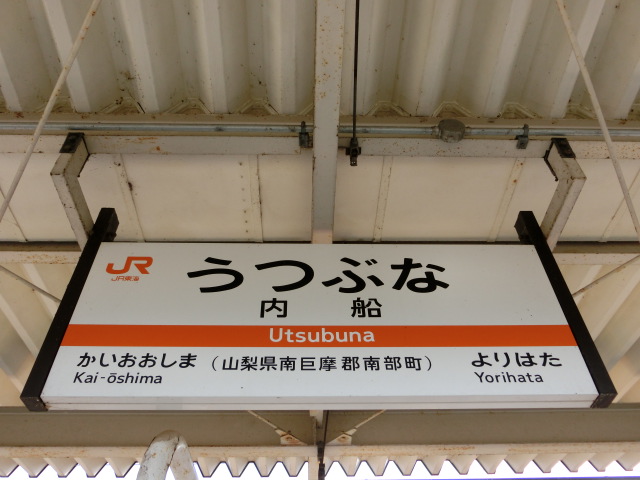 JR
JR東海
うつぶな
内船
Utsubuna
かいおおしま (山梨県南巨摩郡南部町) よりはた
Kai-ōshima Yorihata